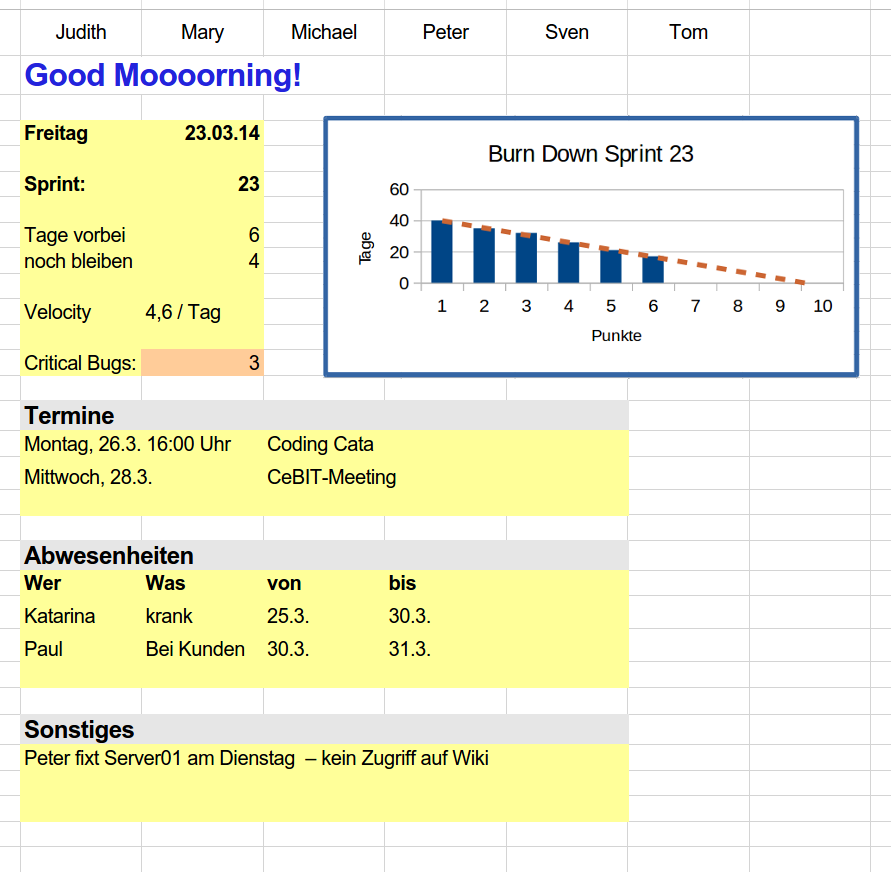 Judith Mary Michael Peter Sven Tom
Good Moooorning!
Freitag 23.03.14
Sprint: 23
Tage vorbei 6
noch bleiben 4
Velocity 4,6 / Tag
Critical Bugs: 3
Burn Down Sprint 23
60
40
20
0
Tage
1 2 3 4 5 6 7 8 9 10
Punkte
Termine
Montag, 26.3. 16:00 Uhr Coding Cata
Mittwoch, 28.3. CeBIT-Meeting
Abwesenheiten
Wer Was von bis
Katarina krank 25.3. 30.3.
Paul Bei Kunden 30.3. 31.3.
Sonstiges
Peter fixt Server01 am Dienstag – kein Zugriff auf Wiki